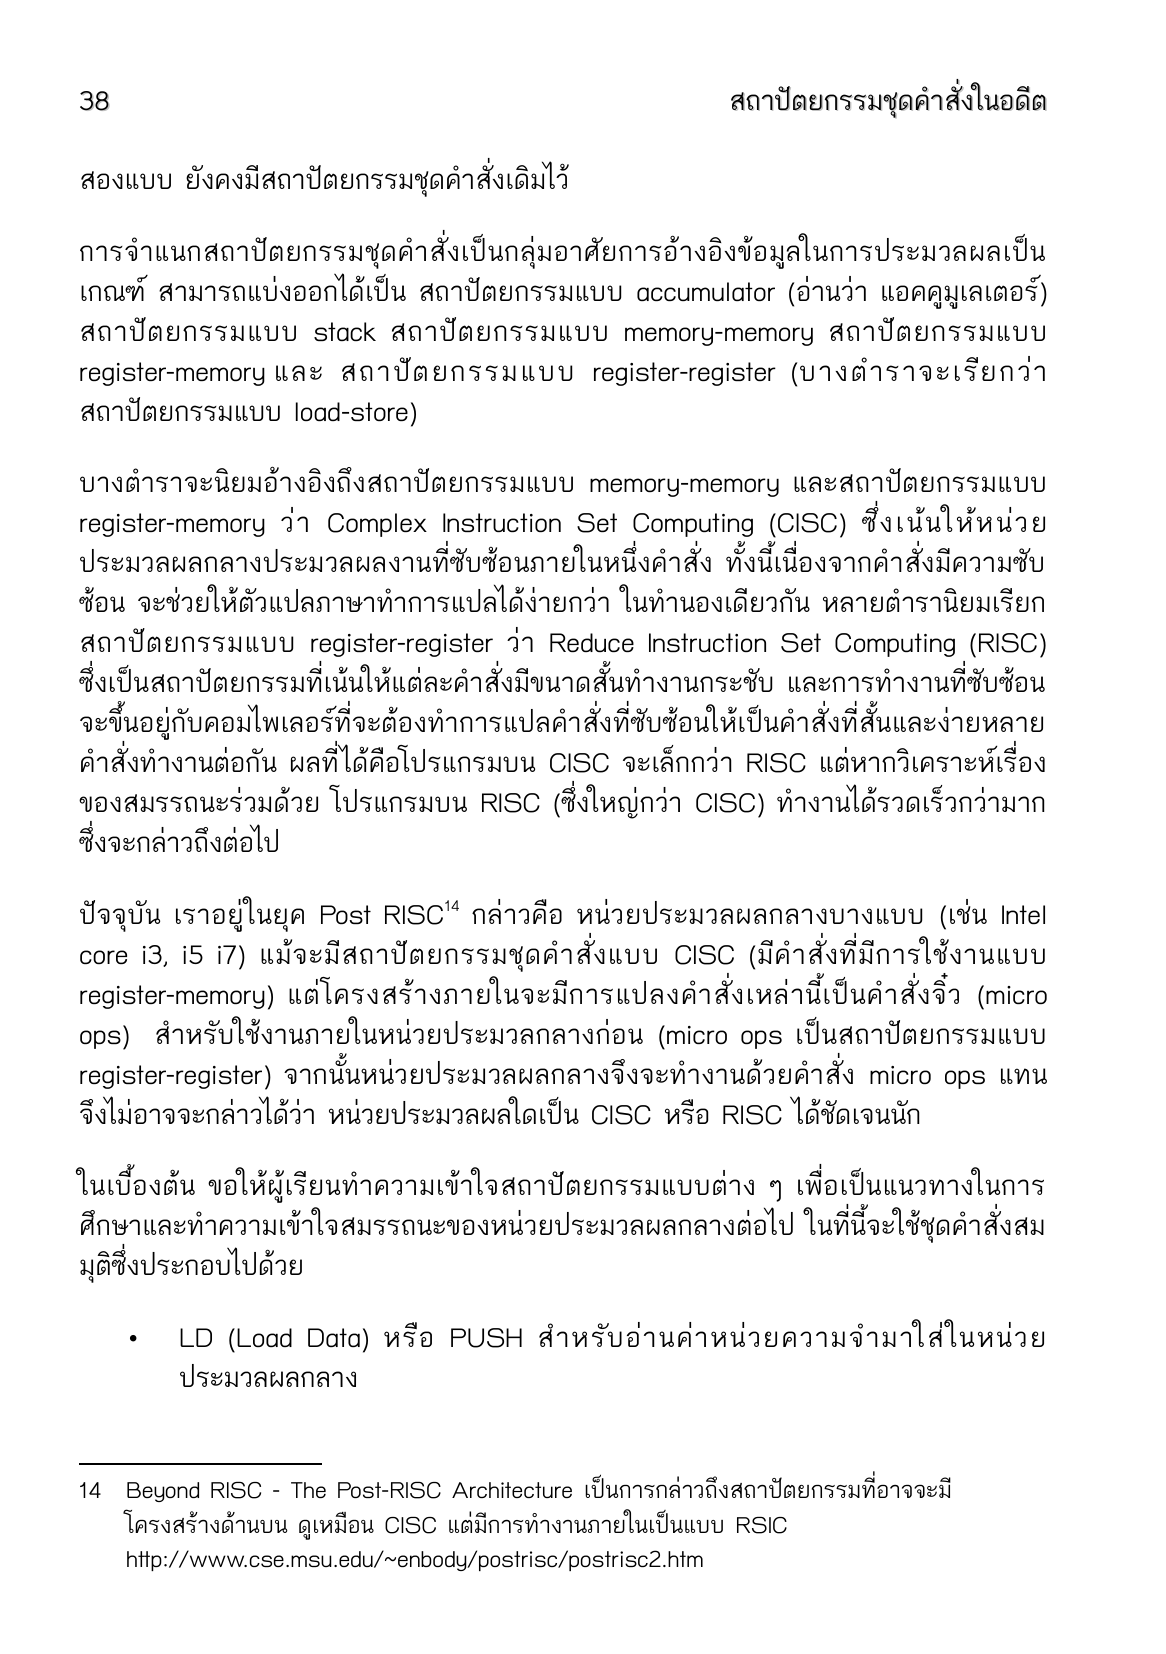 38 สถาปัตยกรรมชุดคำสั่งในอดีต
สองแบบ ยังคงมีสถาปัตยกรรมชุดคำสั่งเดิมไว้
การจำแนกสถาปัตยกรรมชุดคำสั่งเป็นกลุ่มอาศัยการอ้างอิงข้อมูลในการประมวลผลเป็น
เกณฑ์ สามารถแบ่งออกได้เป็น สถาปัตยกรรมแบบ accumulator (อ่านว่า แอคคูมูเลเตอร์)
สถาปัตยกรรมแบบ stack สถาปัตยกรรมแบบ memory-memory สถาปัตยกรรมแบบ
register-memory และ สถาปัตยกรรมแบบ register-register (บางตำราจะเรียกว่า
สถาปัตยกรรมแบบ load-store)
บางตำราจะนิยมอ้างอิงถึงสถาปัตยกรรมแบบ memory-memory และสถาปัตยกรรมแบบ
register-memory ว่า Complex Instruction Set Computing (CISC) ซึ่งเน้นให้หน่วย
ประมวลผลกลางประมวลผลงานที่ซับซ้อนภายในหนึ่งคำสั่ง ทั้งนี้เนื่องจากคำสั่งมีความซับ
ซ้อน จะช่วยให้ตัวแปลภาษาทำการแปลได้ง่ายกว่า ในทำนองเดียวกัน หลายตำรานิยมเรียก
สถาปัตยกรรมแบบ register-register ว่า Reduce Instruction Set Computing (RISC)
ซึ่งเป็นสถาปัตยกรรมที่เน้นให้แต่ละคำสั่งมีขนาดสั้นทำงานกระชับ และการทำงานที่ซับซ้อน
จะขึ้นอยู่กับคอมไพเลอร์ที่จะต้องทำการแปลคำสั่งที่ซับซ้อนให้เป็นคำสั่งที่สั้นและง่ายหลาย
คำสั่งทำงานต่อกัน ผลที่ได้คือโปรแกรมบน CISC จะเล็กกว่า RISC แต่หากวิเคราะห์เรื่อง
ของสมรรถนะร่วมด้วย โปรแกรมบน RISC (ซึ่งใหญ่กว่า CISC) ทำงานได้รวดเร็วกว่ามาก
ซึ่งจะกล่าวถึงต่อไป
ปัจจุบัน เราอยู่ในยุค Post RISC14 กล่าวคือ หน่วยประมวลผลกลางบางแบบ (เช่น Intel
core i3, i5 i7) แม้จะมีสถาปัตยกรรมชุดคำสั่งแบบ CISC (มีคำสั่งที่มีการใช้งานแบบ
register-memory) แต่โครงสร้างภายในจะมีการแปลงคำสั่งเหล่านี้เป็นคำสั่งจิ๋ว (micro
ops) สำหรับใช้งานภายในหน่วยประมวลกลางก่อน (micro ops เป็นสถาปัตยกรรมแบบ
register-register) จากนั้นหน่วยประมวลผลกลางจึงจะทำงานด้วยคำสั่ง micro ops แทน
จึงไม่อาจจะกล่าวได้ว่า หน่วยประมวลผลใดเป็น CISC หรือ RISC ได้ชัดเจนนัก
ในเบื้องต้น ขอให้ผู้เรียนทำความเข้าใจสถาปัตยกรรมแบบต่าง ๆ เพื่อเป็นแนวทางในการ
ศึกษาและทำความเข้าใจสมรรถนะของหน่วยประมวลผลกลางต่อไป ในที่นี้จะใช้ชุดคำสั่งสม
มุติซึ่งประกอบไปด้วย
• LD (Load Data) หรือ PUSH สำหรับอ่านค่าหน่วยความจำมาใส่ในหน่วย
ประมวลผลกลาง
14 Beyond RISC - The Post-RISC Architecture เป็นการกล่าวถึงสถาปัตยกรรมที่อาจจะมี
โครงสร้างด้านบน ดูเหมือน CISC แต่มีการทำงานภายในเป็นแบบ RSIC
http://www.cse.msu.edu/~enbody/postrisc/postrisc2.htm